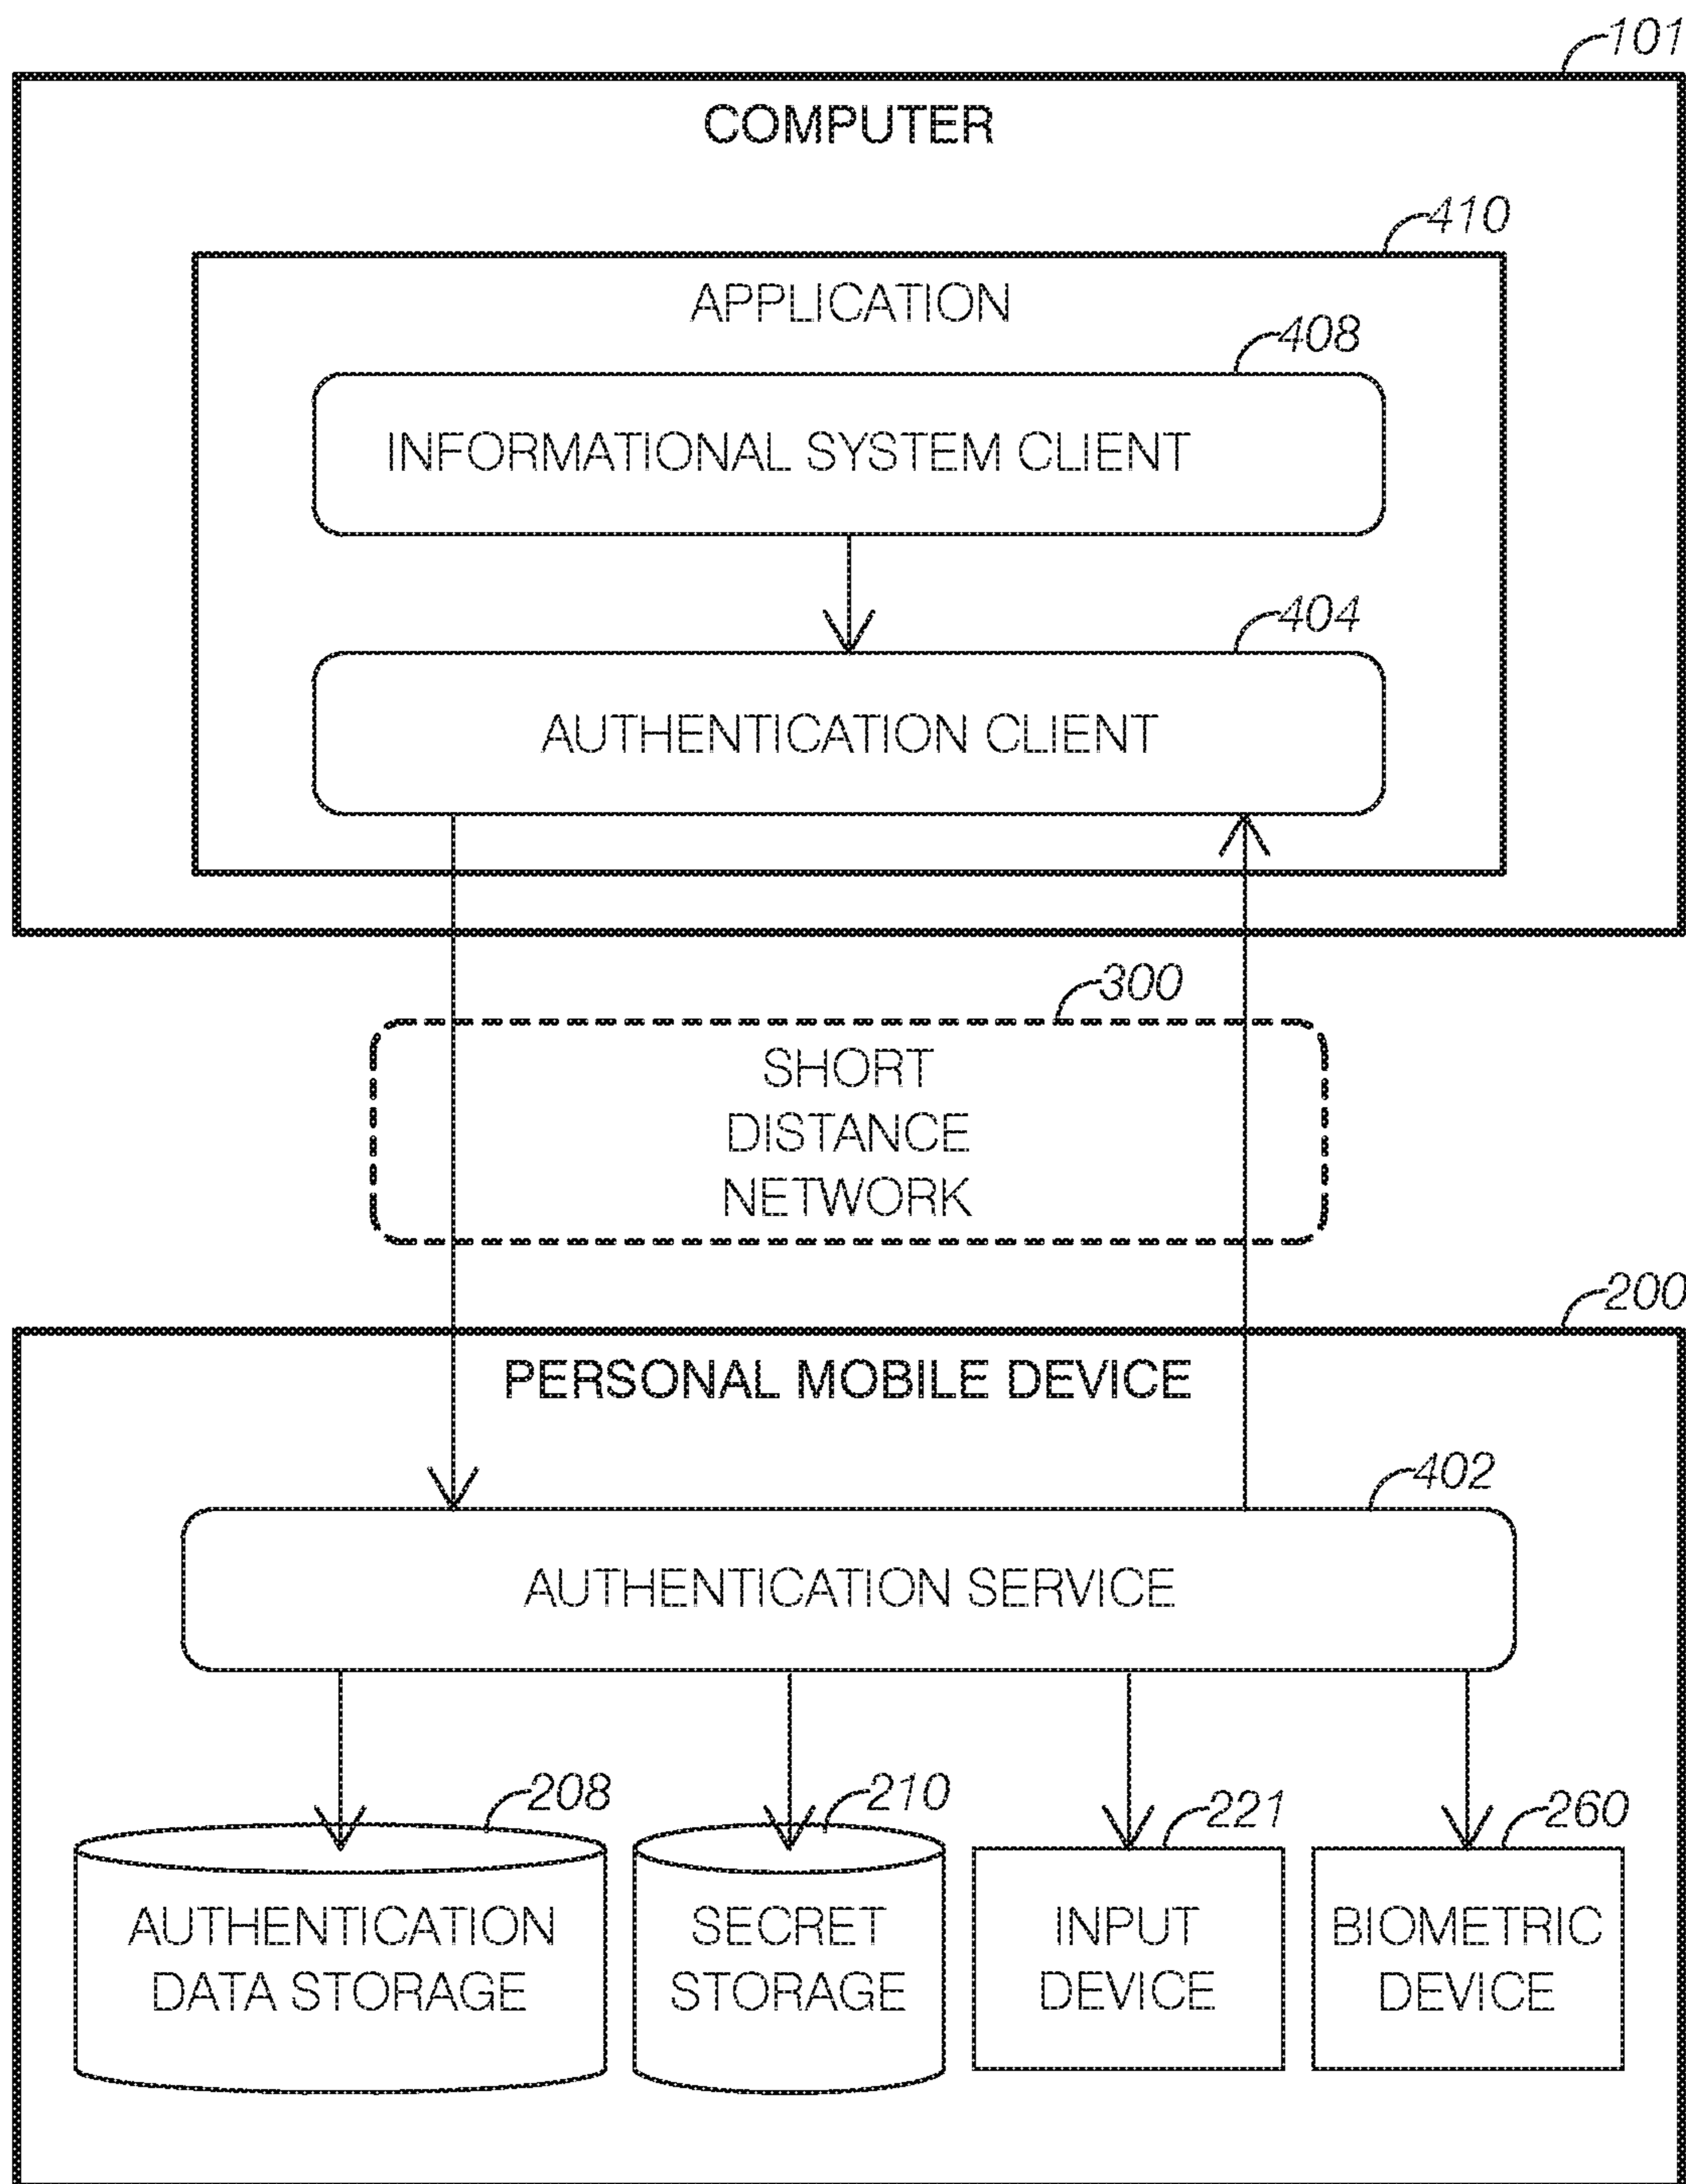 101
COMPUTER
410
APPLICATION
408
INFORMATIONAL SYSTEM CLIENT
404
AUTHENTICATION CLIENT
300
SHORT
DISTANCE
NETWORK
200
PERSONAL MOBILE DEVICE
402
AUTHENTICATION SERVICE
208
210
221
260
AUTHENTICATION
DATA STORAGE
SECRET
STORAGE
INPUT
DEVICE
BIOMETRIC
DEVICE